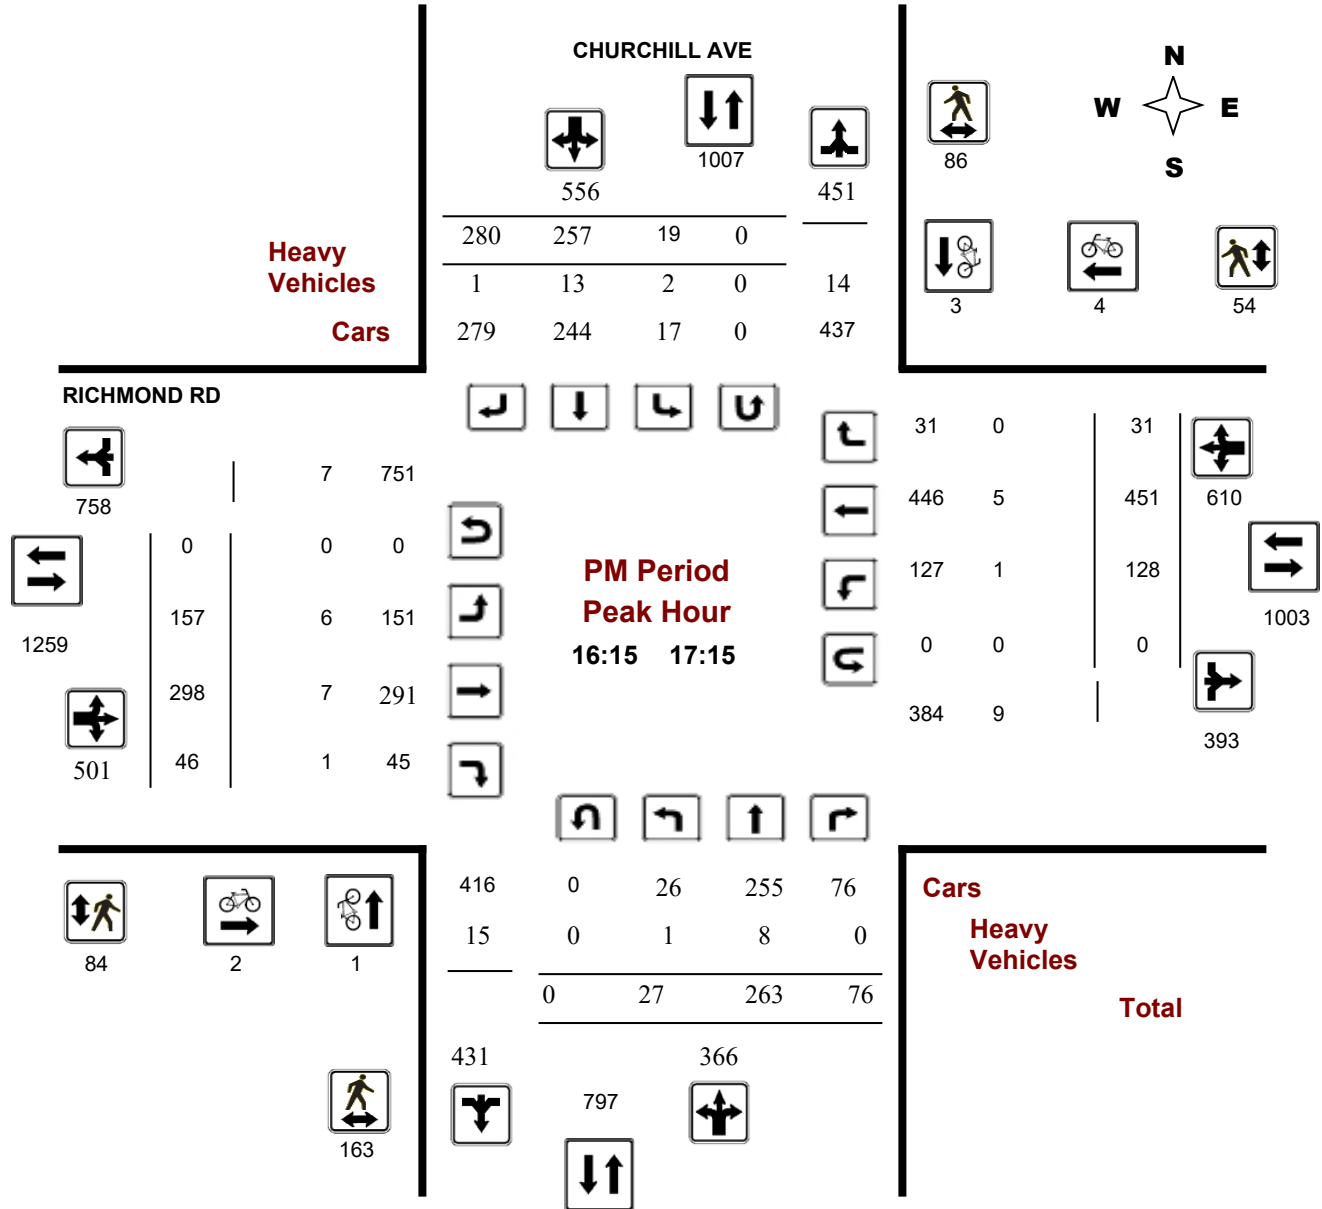 CHURCHILL AVE
N
W E
S
1007
86
556 451
280 257 19 0
Heavy
Vehicles
1 13 2 0 14
3 4 54
Cars 279 244 17 0 437
RICHMOND RD
31 0 31
7 751
446 5 451 610
758
0 0 0
PM Period
127 1 128
Peak Hour
157 6 151
1003
1259
16:15 17:15
0 0 0
298 7 291
384 9
393
501 46 1 45
416 0 26 255 76 Cars
15 0 1 8 0 Heavy
Vehicles
84 2 1
0 27 263 76
Total
431 366
797
163